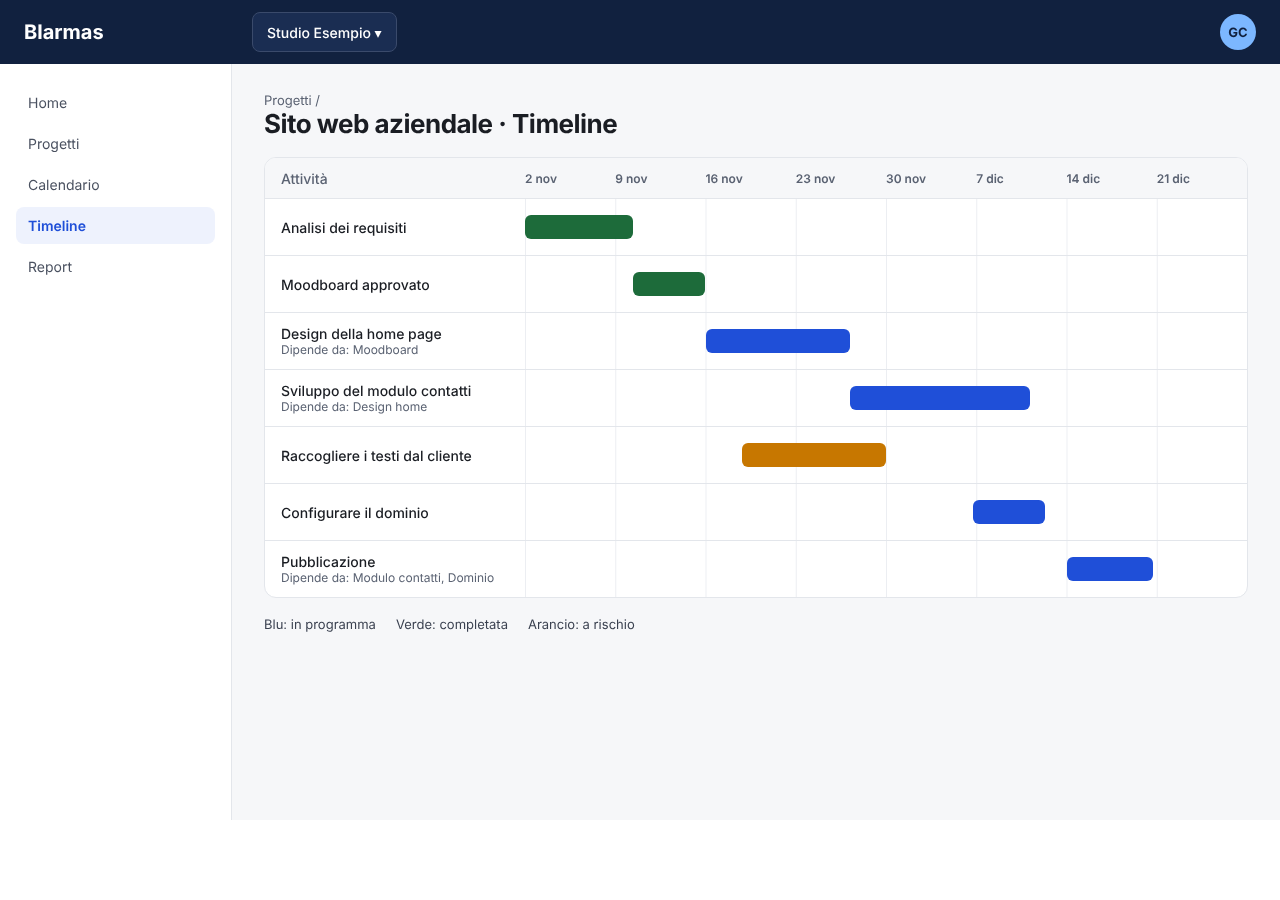 Blarmas
Studio Esempio ▾
GC
Home
Progetti
Calendario
Timeline
Report
Progetti /
Sito web aziendale · Timeline
Attività 2 nov 9 nov 16 nov 23 nov 30 nov 7 dic 14 dic 21 dic
Analisi dei requisiti
Moodboard approvato
Design della home page
Dipende da: Moodboard
Sviluppo del modulo contatti
Dipende da: Design home
Raccogliere i testi dal cliente
Configurare il dominio
Pubblicazione
Dipende da: Modulo contatti, Dominio
Blu: in programma Verde: completata Arancio: a rischio